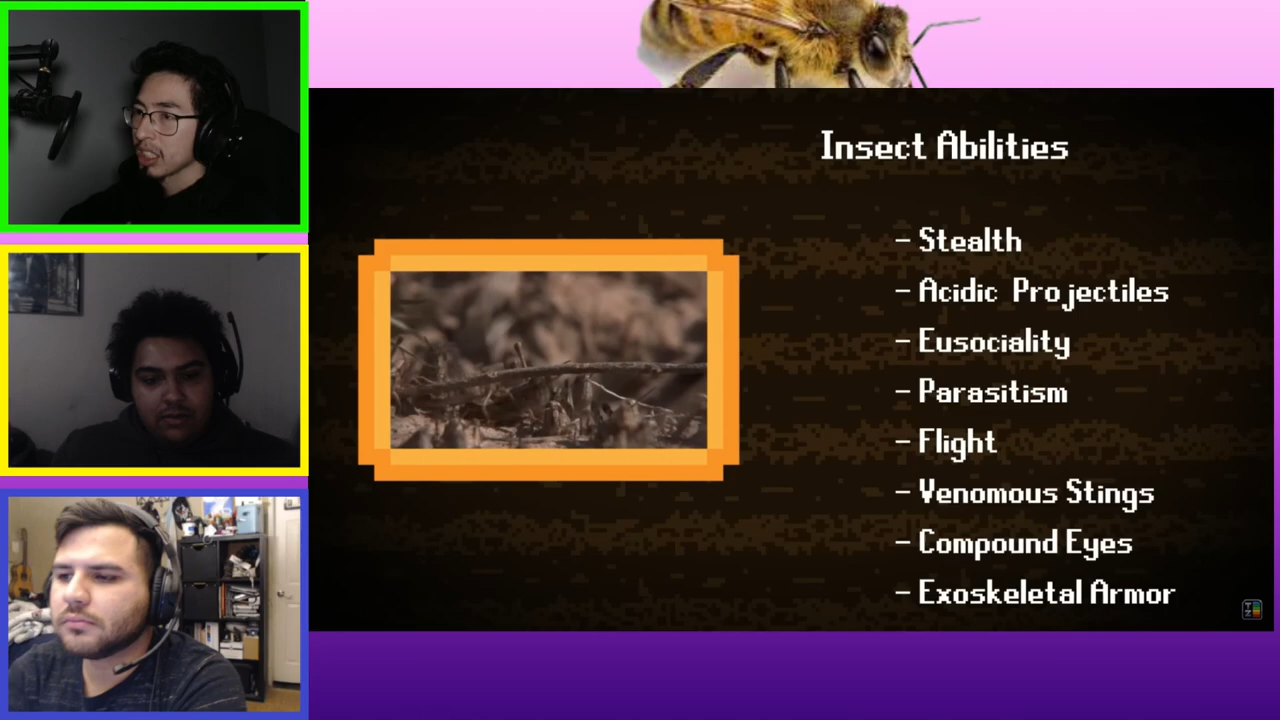 Insect Abilities
- Stealth
- Acidic Projectiles
- Eusociality
- Parasitism
- Flight
- Venomous Stings
- Compound Eyes
- Exoskeletal Armor